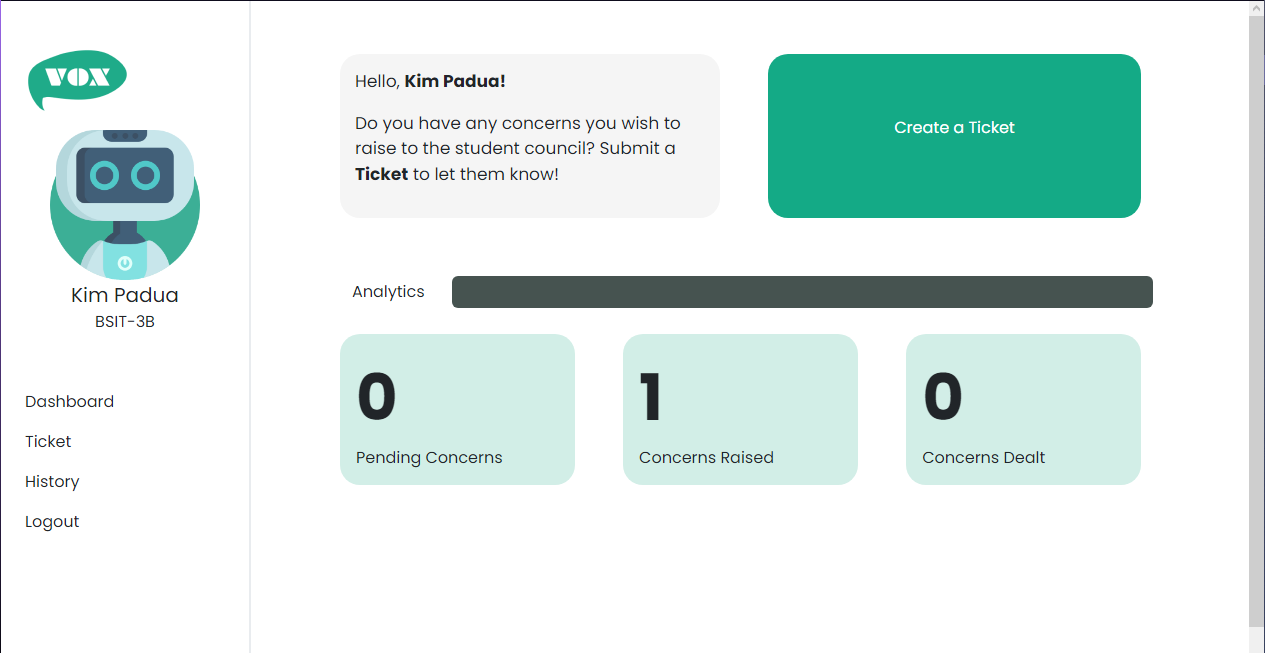 VOX
Kim Padua
BSIT-3B
Dashboard
Ticket
History
Logout
Hello, Kim Padua!
Do you have any concerns you wish to
raise to the student council? Submit a
Ticket to let them know!
Create a Ticket
Analytics
0
Pending Concerns
1
Concerns Raised
0
Concerns Dealt